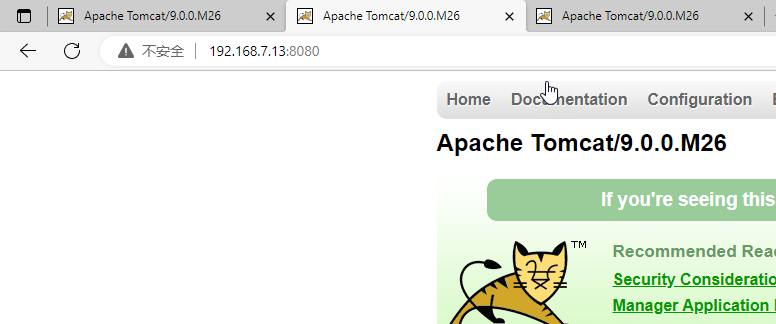 Apache Tomcat/9.0.0.M26 Apache Tomcat/9.0.0.M26 Apache Tomcat/9.0.0.M26
不安全 192.168.7.13:8080
Home Documentation Configuration
Apache Tomcat/9.0.0.M26
If you're seeing this
TM
Recommended Rea
Security Consideratio
Manager Application